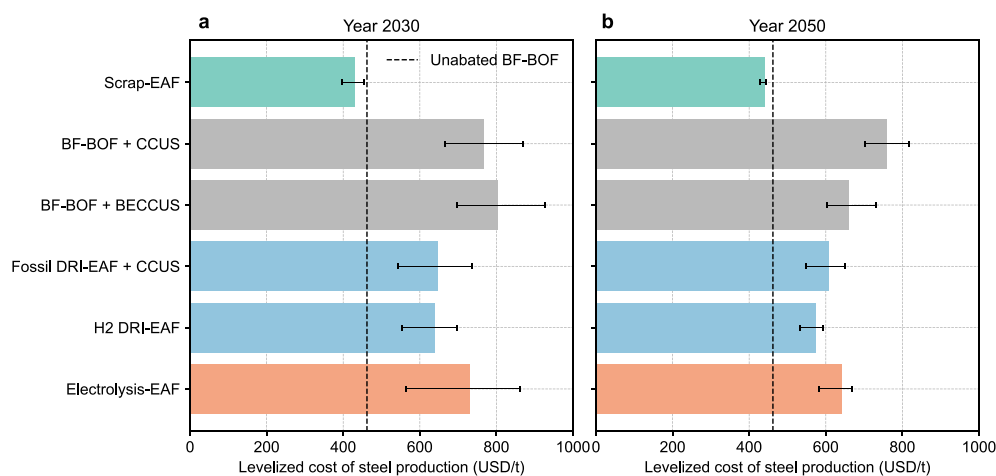 a
Year 2030
b
Year 2050
Unabated BF-BOF
Scrap-EAF
BF-BOF + CCUS
BF-BOF + BECCUS
Fossil DRI-EAF + CCUS
H2 DRI-EAF
Electrolysis-EAF
0 200 400 600 800 1000
0 200 400 600 800 1000
Levelized cost of steel production (USD/t)
Levelized cost of steel production (USD/t)